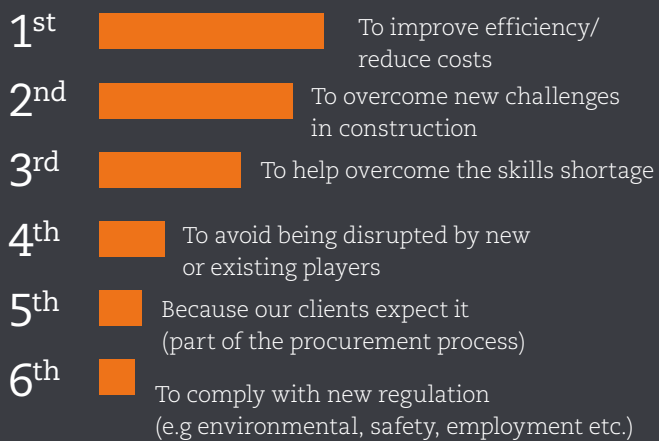 1st
To improve efficiency/
reduce costs
2nd
To overcome new challenges
in construction
3rd
To help overcome the skills shortage
4th
To avoid being disrupted by new
or existing players
5th
Because our clients expect it
(part of the procurement process)
6th
To comply with new regulation
(e.g environmental, safety, employment etc.)